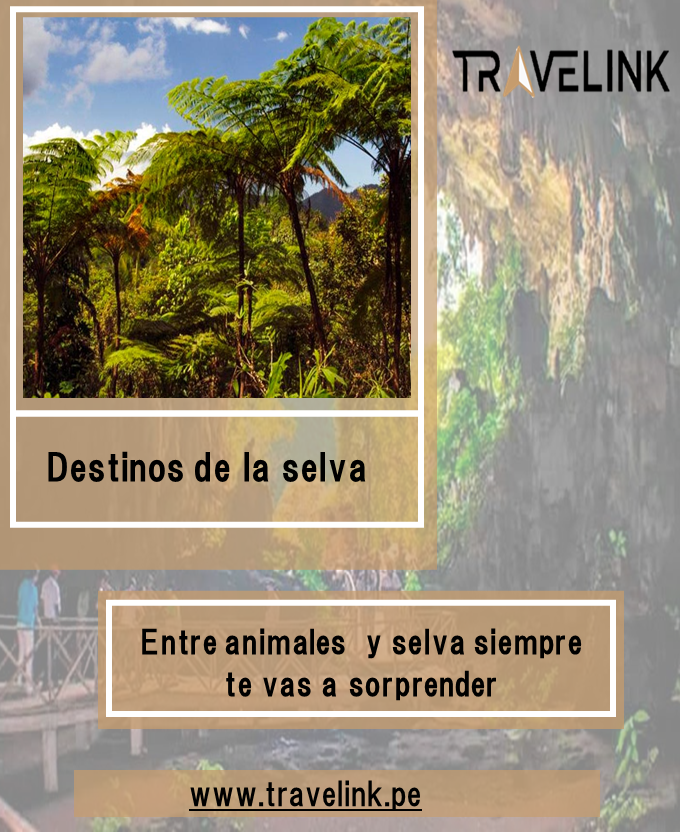 TRAVELINK
Destinos de la selva
Entre animales y selva siempre
te vas a sorprender
www.travelink.pe